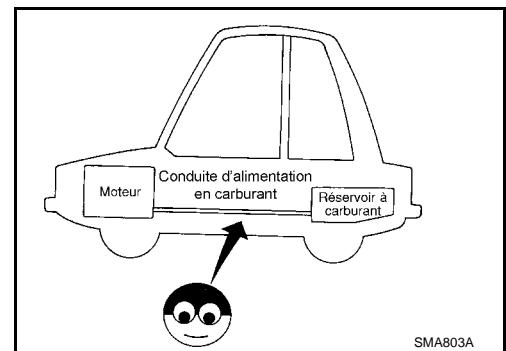 Conduite d'alimentation
en carburant
Moteur
Réservoir à
carburant
SMA803A